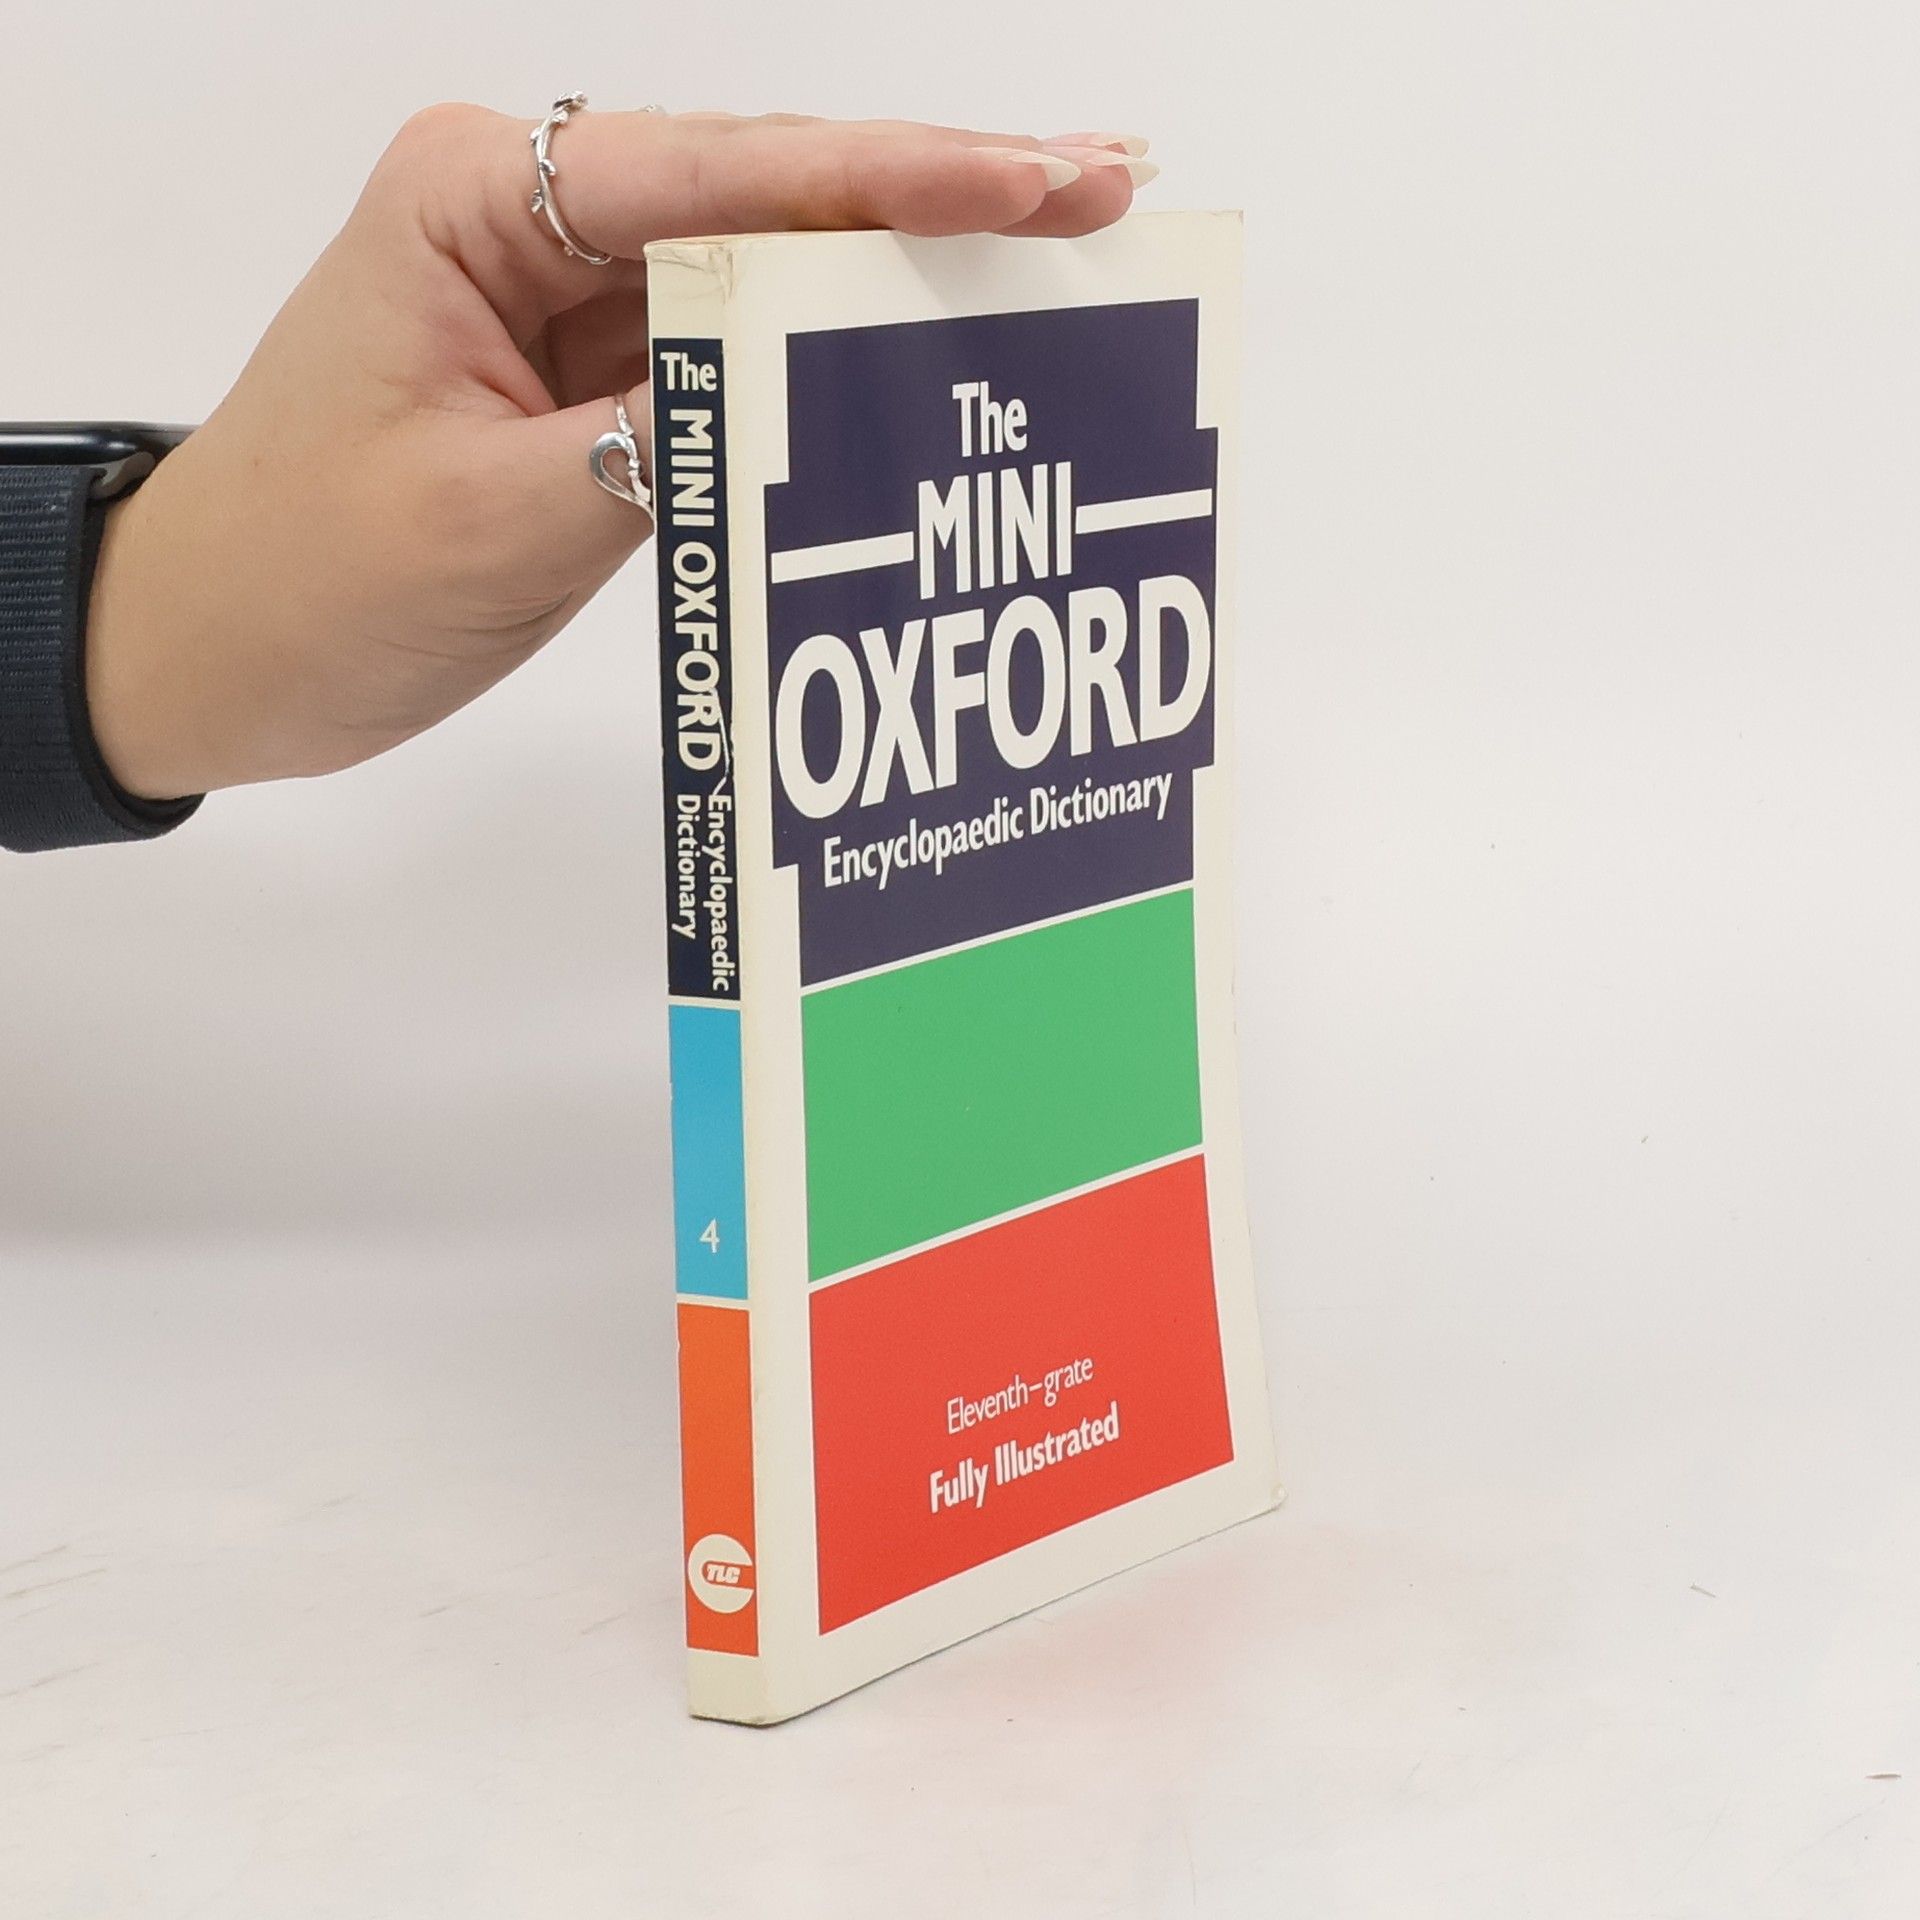 The MINI OXFORD Encyclopaedic
Dictionary
4
TLC
The
MINI
OXFORD
Encyclopaedic Dictionary
Eleventh-grate
Fully Illustrated